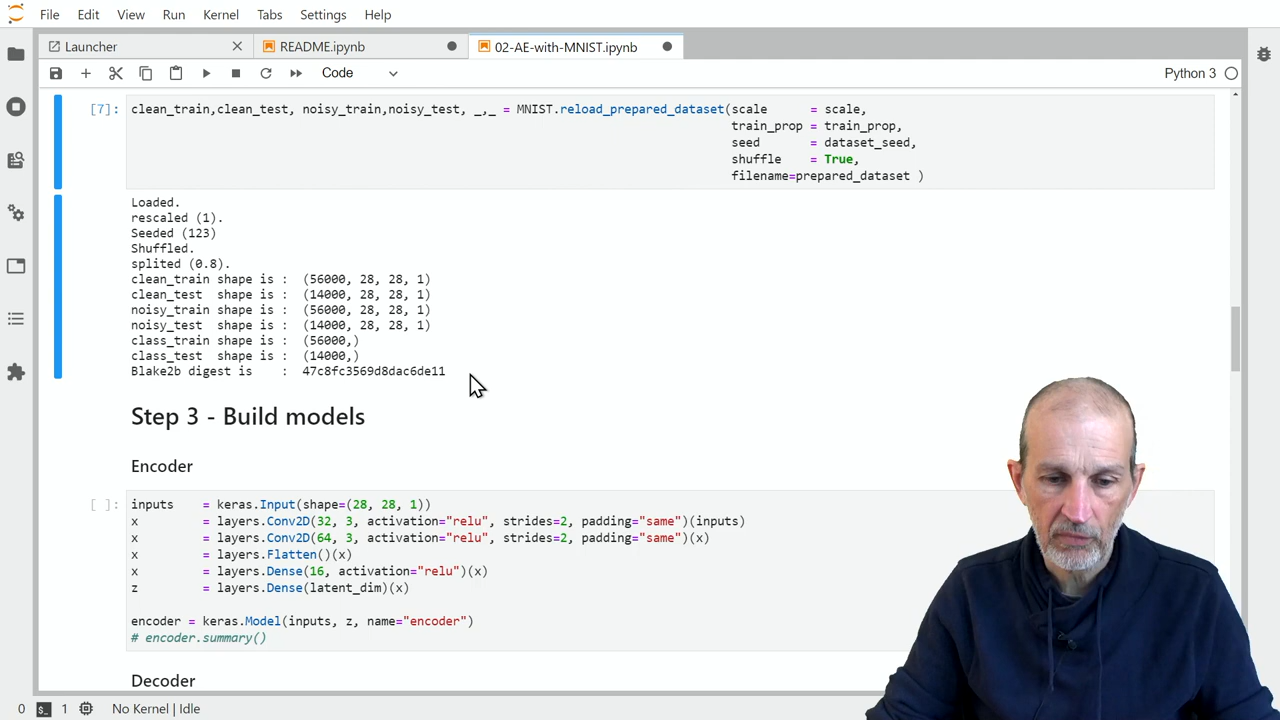 File Edit View Run Kernel Tabs Settings Help
Launcher README.ipynb 02-AE-with-MNIST.ipynb
Code Python 3
[7]: clean_train,clean_test, noisy_train,noisy_test, _,_ = MNIST.reload_prepared_dataset(scale = scale,
train_prop = train_prop,
seed = dataset_seed,
shuffle = True,
filename=prepared_dataset )
Loaded.
rescaled (1).
Seeded (123)
Shuffled.
splited (0.8).
clean_train shape is : (56000, 28, 28, 1)
clean_test shape is : (14000, 28, 28, 1)
noisy_train shape is : (56000, 28, 28, 1)
noisy_test shape is : (14000, 28, 28, 1)
class_train shape is : (56000,)
class_test shape is : (14000,)
Blake2b digest is : 47c8fc3569d8dac6de11
Step 3 - Build models
Encoder
[ ]: inputs = keras.Input(shape=(28, 28, 1))
x = layers.Conv2D(32, 3, activation="relu", strides=2, padding="same")(inputs)
x = layers.Conv2D(64, 3, activation="relu", strides=2, padding="same")(x)
x = layers.Flatten()(x)
x = layers.Dense(16, activation="relu")(x)
z = layers.Dense(latent_dim)(x)
encoder = keras.Model(inputs, z, name="encoder")
# encoder.summary()
Decoder
0 1 No Kernel | Idle